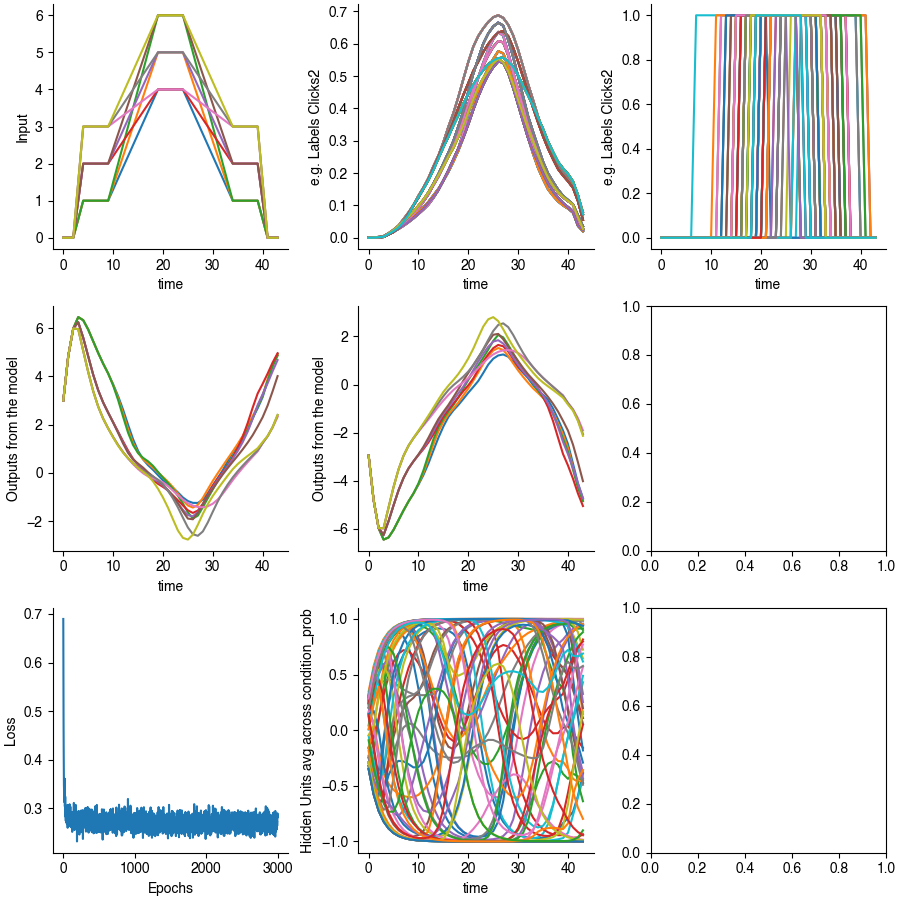 6
5
4
3
2
1
0
Input
0 10 20 30 40
time
0.7
0.6
0.5
0.4
0.3
0.2
0.1
0.0
e.g. Labels Clicks2
0 10 20 30 40
time
1.0
0.8
0.6
0.4
0.2
0.0
e.g. Labels Clicks2
0 10 20 30 40
time
6
4
2
0
−2
Outputs from the model
0 10 20 30 40
time
2
0
−2
−4
−6
Outputs from the model
0 10 20 30 40
time
1.0
0.8
0.6
0.4
0.2
0.0
0.0 0.2 0.4 0.6 0.8 1.0
0.7
0.6
0.5
0.4
0.3
Loss
0 1000 2000 3000
Epochs
1.0
0.5
0.0
−0.5
−1.0
Hidden Units avg across condition_prob
0 10 20 30 40
time
1.0
0.8
0.6
0.4
0.2
0.0
0.0 0.2 0.4 0.6 0.8 1.0